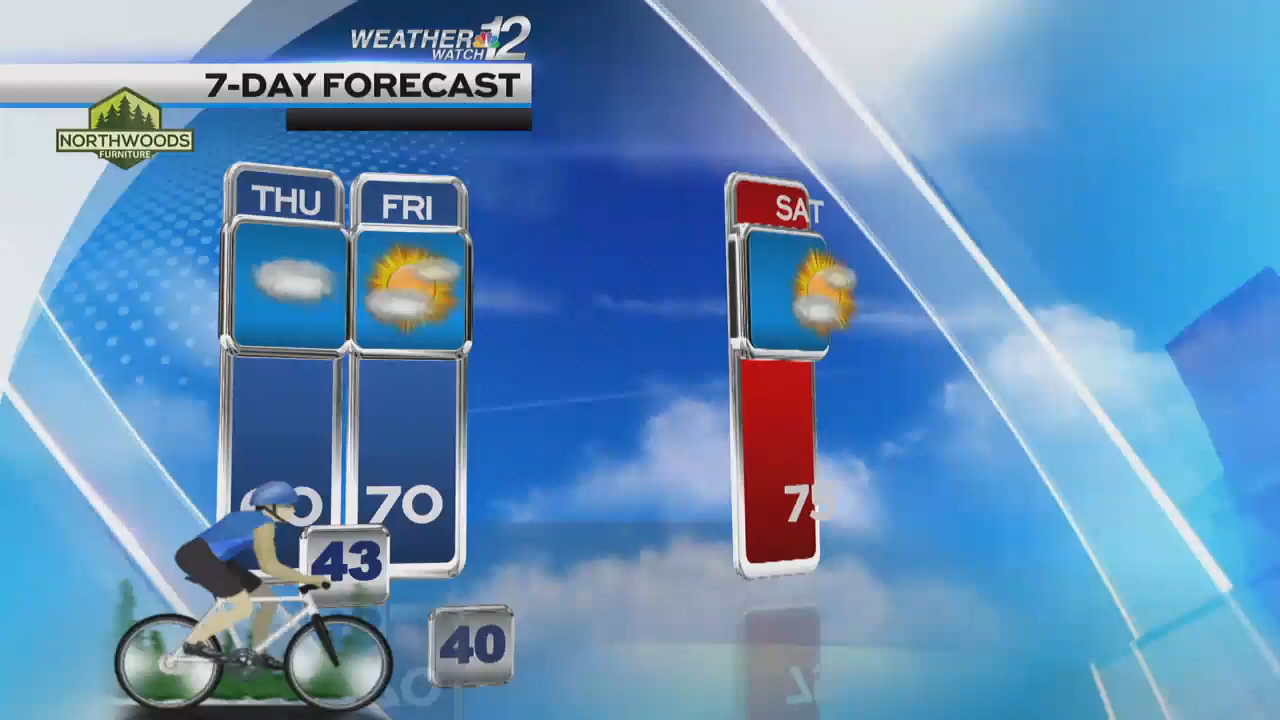 WEATHER
WATCH 12
7-DAY FORECAST
NORTHWOODS
FURNITURE
THU
FRI
SAT
70
43
40